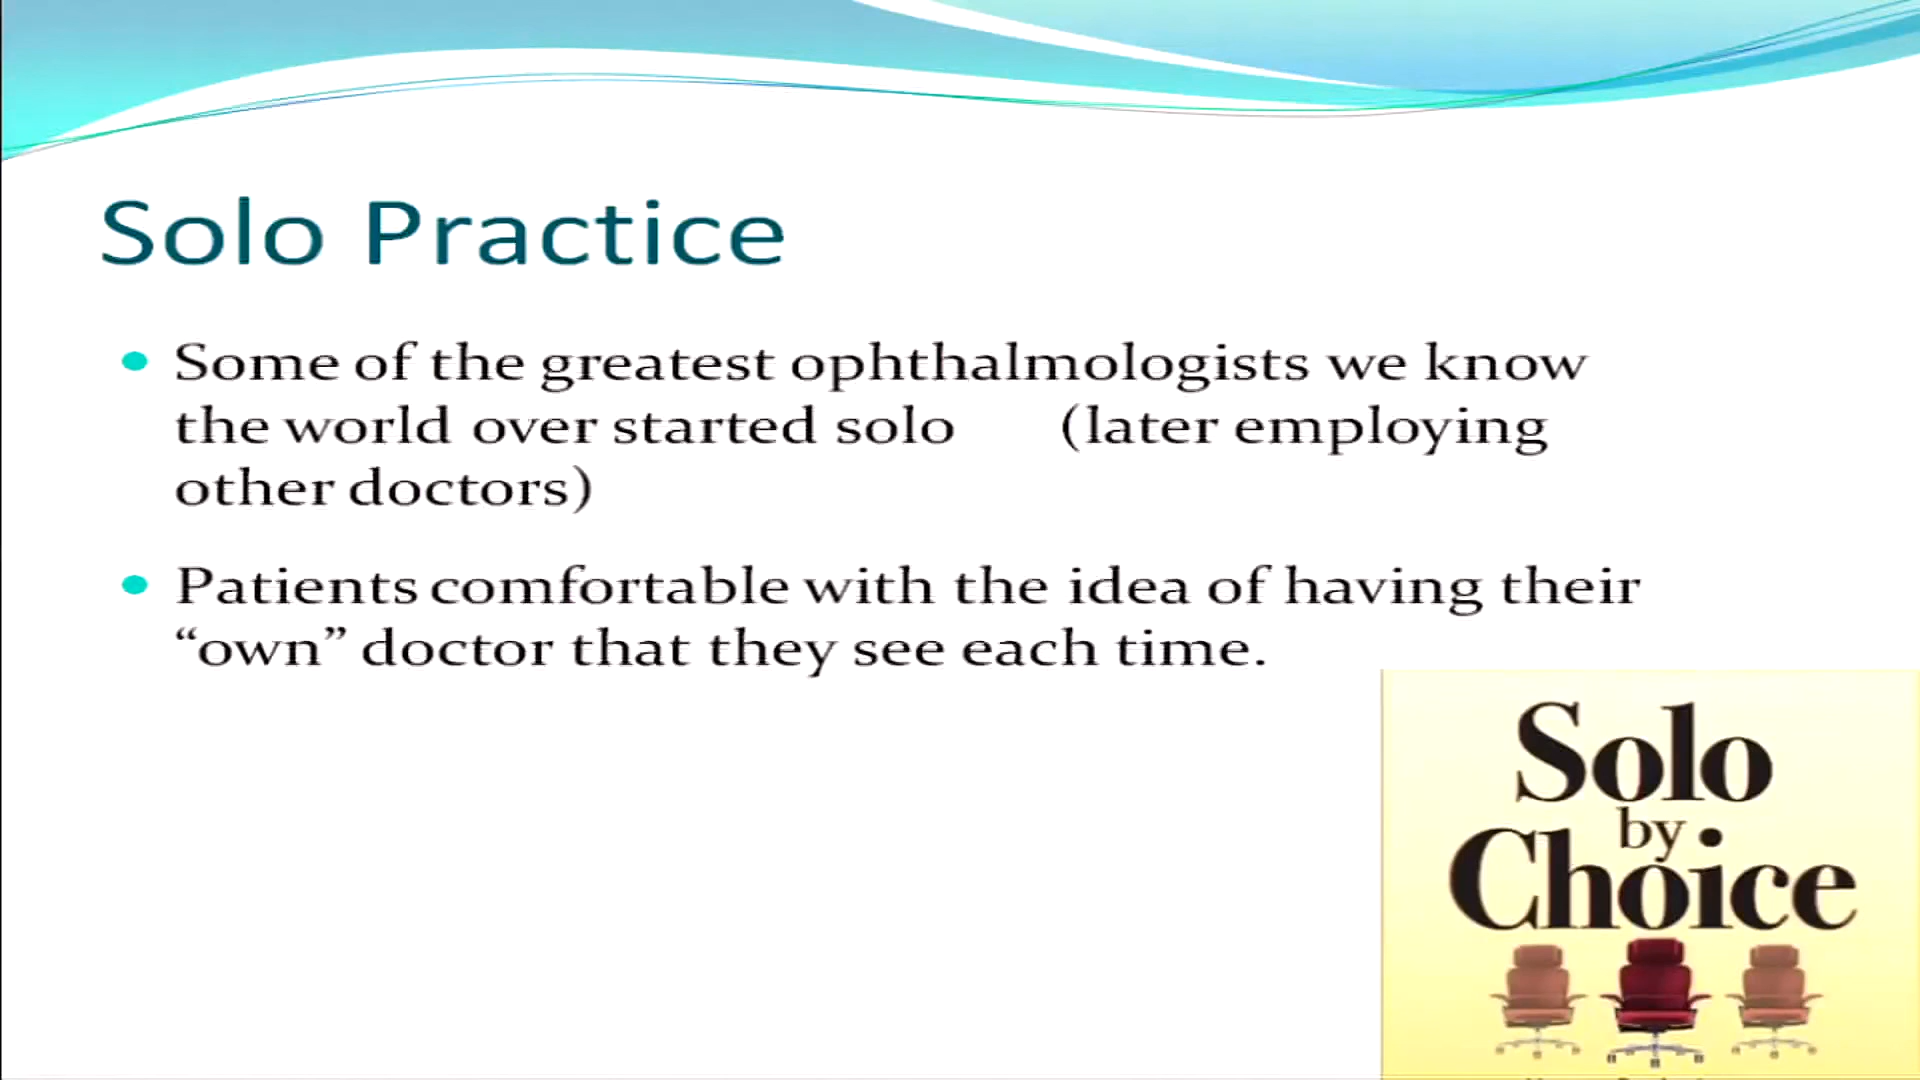 Solo Practice
Some of the greatest ophthalmologists we know
the world over started solo (later employing
other doctors)
Patients comfortable with the idea of having their
“own” doctor that they see each time.
Solo
by
Choice